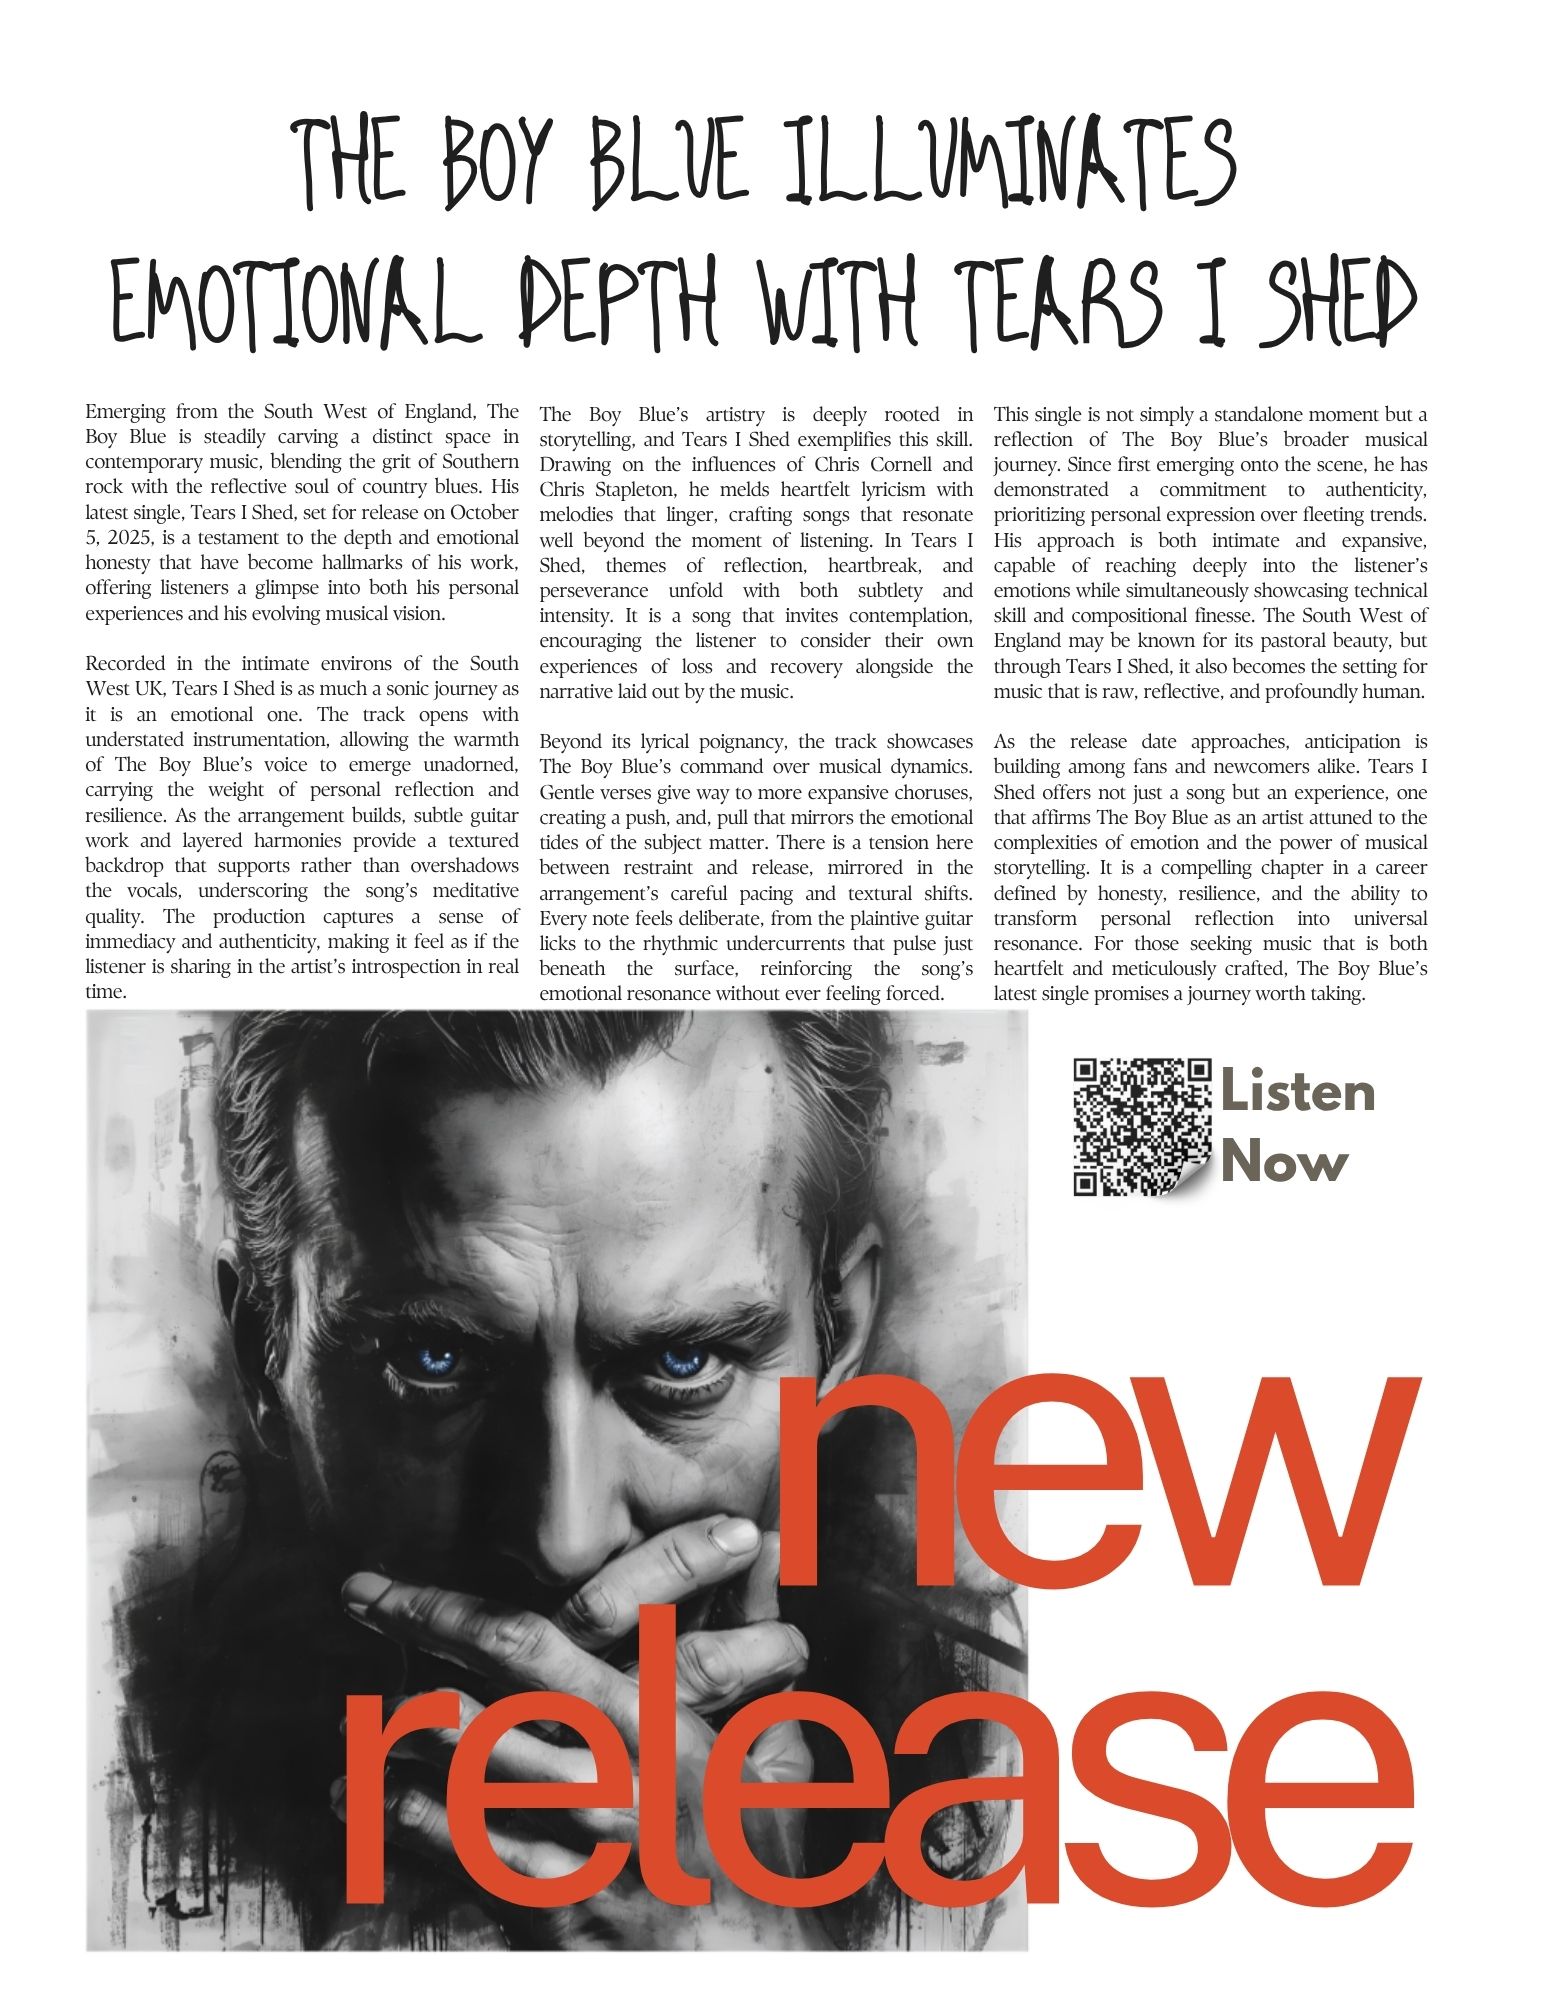 THE BOY BLUE ILLUMINATES
EMOTIONAL DEPTH WITH TEARS I SHED
Emerging from the South West of England, The
Boy Blue is steadily carving a distinct space in
contemporary music, blending the grit of Southern
rock with the reflective soul of country blues. His
latest single, Tears I Shed, set for release on October
5, 2025, is a testament to the depth and emotional
honesty that have become hallmarks of his work,
offering listeners a glimpse into both his personal
experiences and his evolving musical vision.
Recorded in the intimate environs of the South
West UK, Tears I Shed is as much a sonic journey as
it is an emotional one. The track opens with
understated instrumentation, allowing the warmth
of The Boy Blue’s voice to emerge unadorned,
carrying the weight of personal reflection and
resilience. As the arrangement builds, subtle guitar
work and layered harmonies provide a textured
backdrop that supports rather than overshadows
the vocals, underscoring the song’s meditative
quality. The production captures a sense of
immediacy and authenticity, making it feel as if the
listener is sharing in the artist’s introspection in real
time.
The Boy Blue’s artistry is deeply rooted in
storytelling, and Tears I Shed exemplifies this skill.
Drawing on the influences of Chris Cornell and
Chris Stapleton, he melds heartfelt lyricism with
melodies that linger, crafting songs that resonate
well beyond the moment of listening. In Tears I
Shed, themes of reflection, heartbreak, and
perseverance unfold with both subtlety and
intensity. It is a song that invites contemplation,
encouraging the listener to consider their own
experiences of loss and recovery alongside the
narrative laid out by the music.
Beyond its lyrical poignancy, the track showcases
The Boy Blue’s command over musical dynamics.
Gentle verses give way to more expansive choruses,
creating a push, and, pull that mirrors the emotional
tides of the subject matter. There is a tension here
between restraint and release, mirrored in the
arrangement’s careful pacing and textural shifts.
Every note feels deliberate, from the plaintive guitar
licks to the rhythmic undercurrents that pulse just
beneath the surface, reinforcing the song’s
emotional resonance without ever feeling forced.
This single is not simply a standalone moment but a
reflection of The Boy Blue’s broader musical
journey. Since first emerging onto the scene, he has
demonstrated a commitment to authenticity,
prioritizing personal expression over fleeting trends.
His approach is both intimate and expansive,
capable of reaching deeply into the listener’s
emotions while simultaneously showcasing technical
skill and compositional finesse. The South West of
England may be known for its pastoral beauty, but
through Tears I Shed, it also becomes the setting for
music that is raw, reflective, and profoundly human.
As the release date approaches, anticipation is
building among fans and newcomers alike. Tears I
Shed offers not just a song but an experience, one
that affirms The Boy Blue as an artist attuned to the
complexities of emotion and the power of musical
storytelling. It is a compelling chapter in a career
defined by honesty, resilience, and the ability to
transform personal reflection into universal
resonance. For those seeking music that is both
heartfelt and meticulously crafted, The Boy Blue’s
latest single promises a journey worth taking.
Listen
Now
new
release